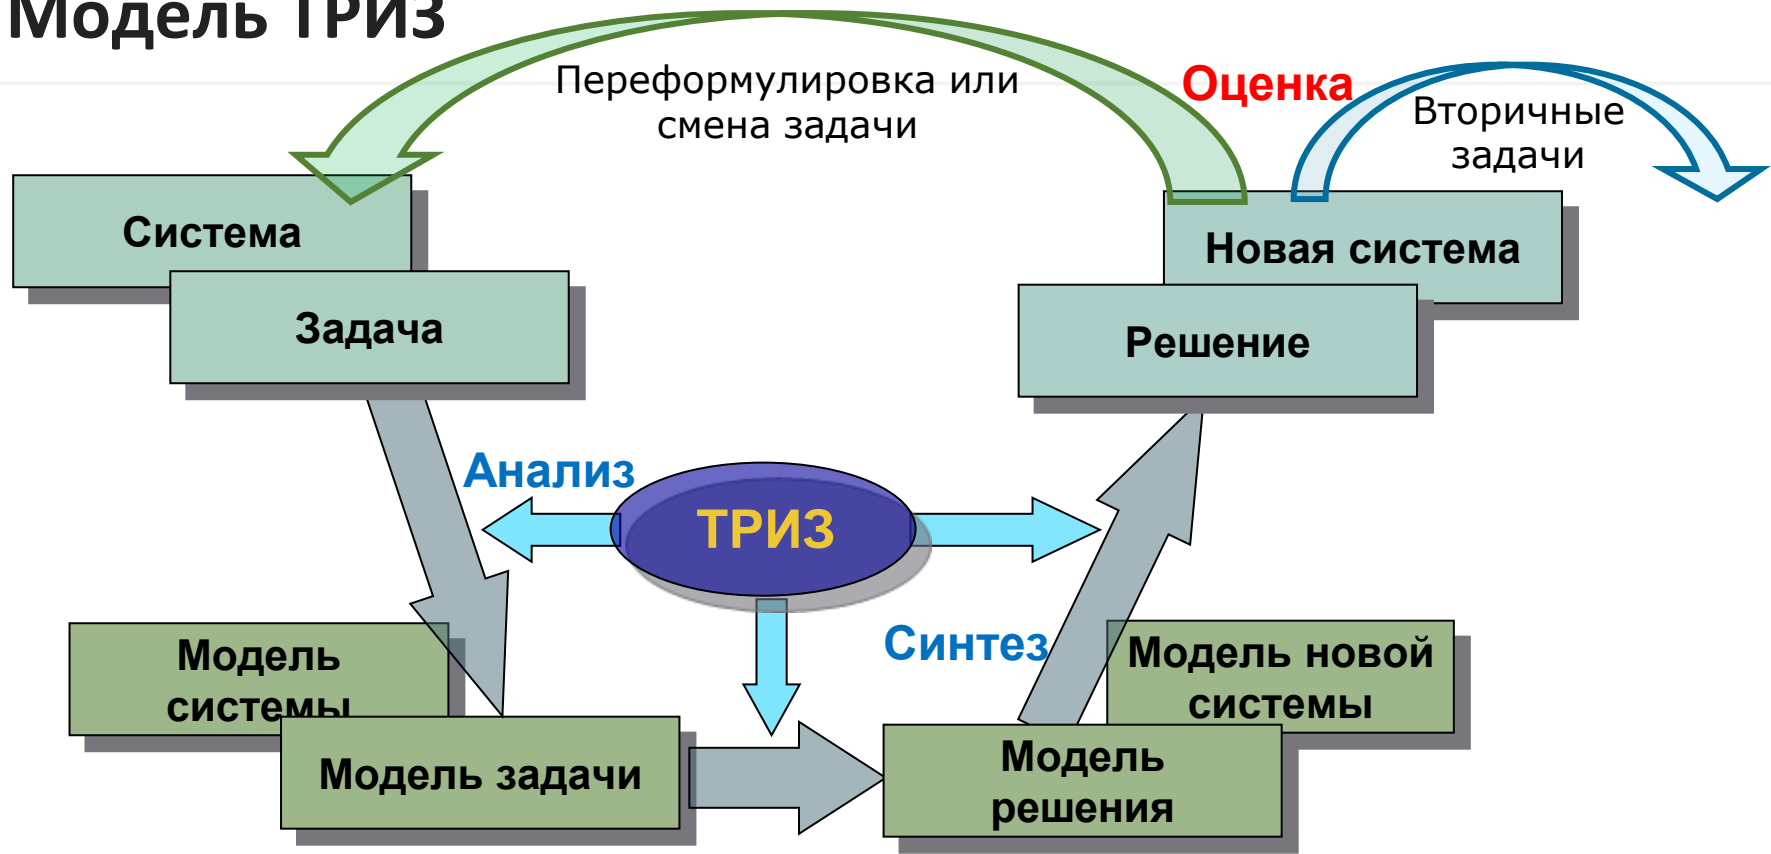 Модель ТРИЗ
Переформулировка или
смена задачи
Оценка
Вторичные
задачи
Система
Задача
Новая система
Решение
Анализ
ТРИЗ
Синтез
Модель
системы
Модель задачи
Модель новой
системы
Модель
решения